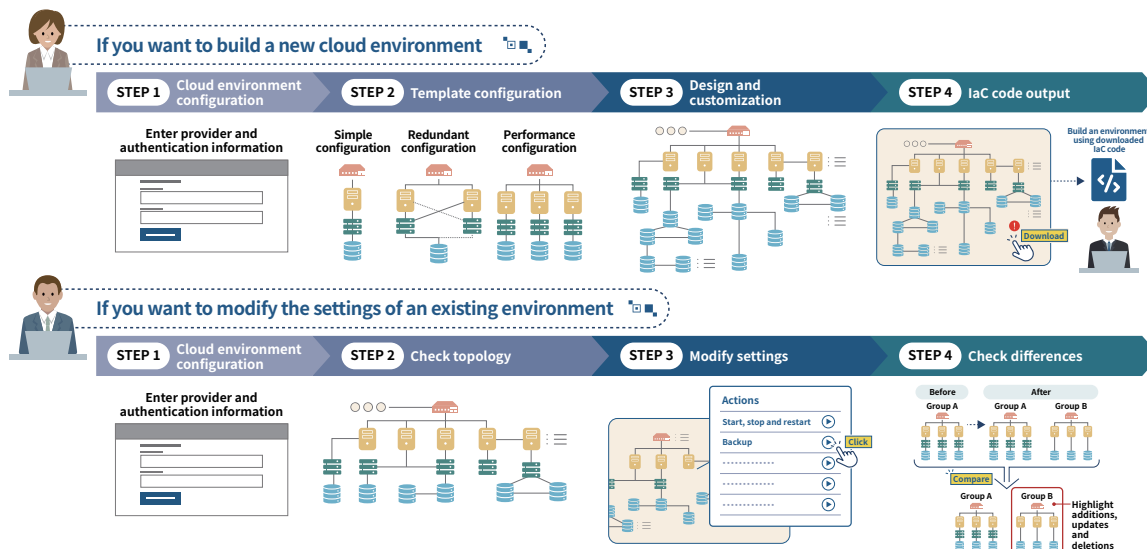 If you want to build a new cloud environment
STEP 1
Cloud environment
configuration
STEP 2
Template configuration
STEP 3
Design and
customization
STEP 4
IaC code output
Enter provider and
authentication information
Simple
configuration
Redundant
configuration
Performance
configuration
Build an environment
using downloaded
IaC code
</>
!
Download
If you want to modify the settings of an existing environment
STEP 1
Cloud environment
configuration
STEP 2
Check topology
STEP 3
Modify settings
STEP 4
Check differences
Enter provider and
authentication information
Actions
Start, stop and restart
Backup
Click
Before
After
Group A
Group A
Group B
Compare
Group A
Group B
Highlight
additions,
updates
and
deletions